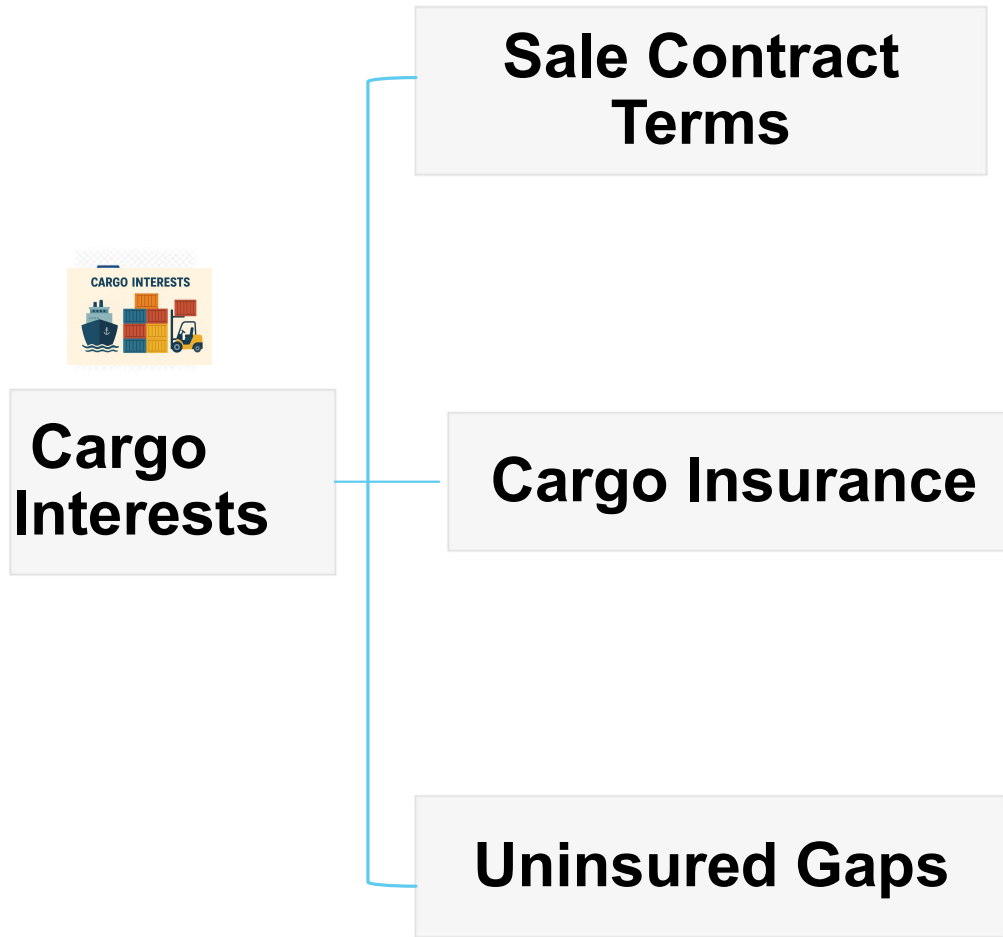 Sale Contract
Terms
CARGO INTERESTS
Cargo
Interests
Cargo Insurance
Uninsured Gaps